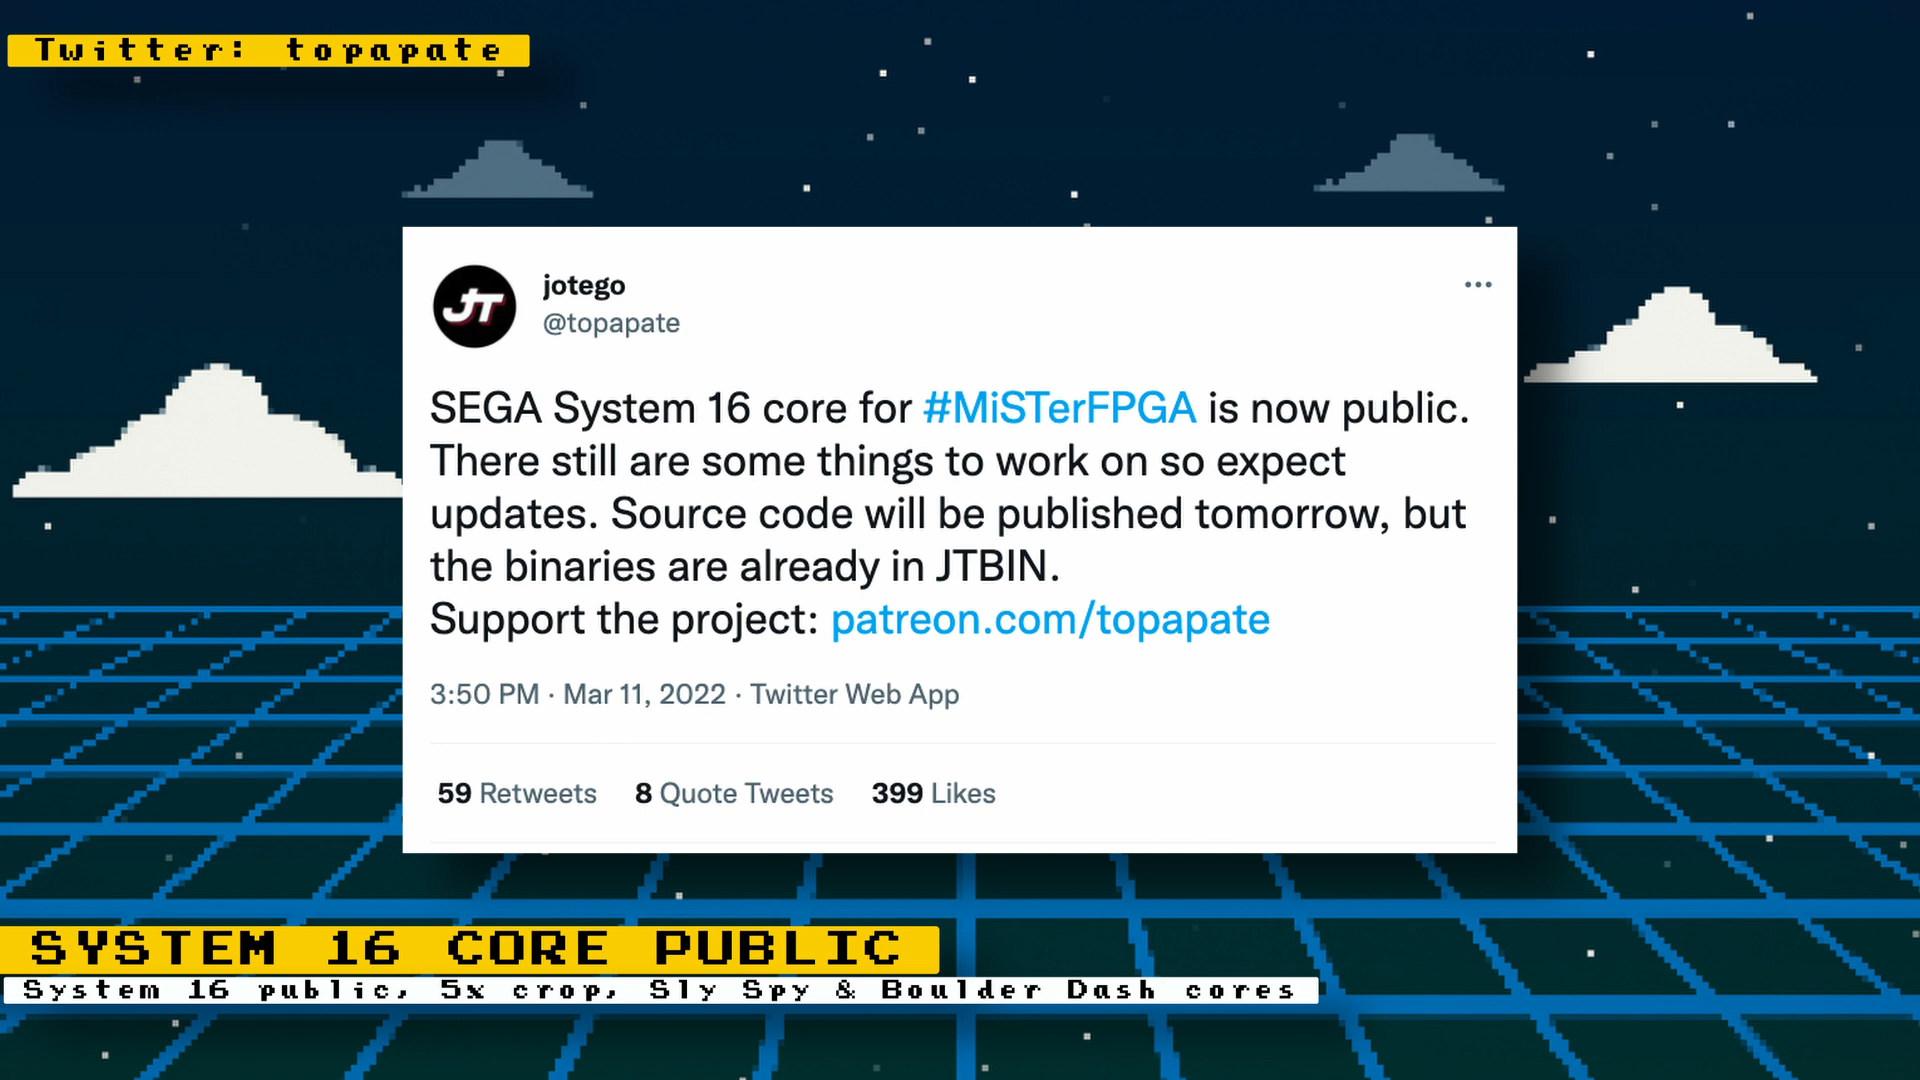 Twitter: topapate
JT
jotego
@topapate
SEGA System 16 core for #MiSTerFPGA is now public.
There still are some things to work on so expect
updates. Source code will be published tomorrow, but
the binaries are already in JTBIN.
Support the project: patreon.com/topapate
3:50 PM · Mar 11, 2022 · Twitter Web App
59 Retweets 8 Quote Tweets 399 Likes
SYSTEM 16 CORE PUBLIC
System 16 public, 5x crop, Sly Spy & Boulder Dash cores